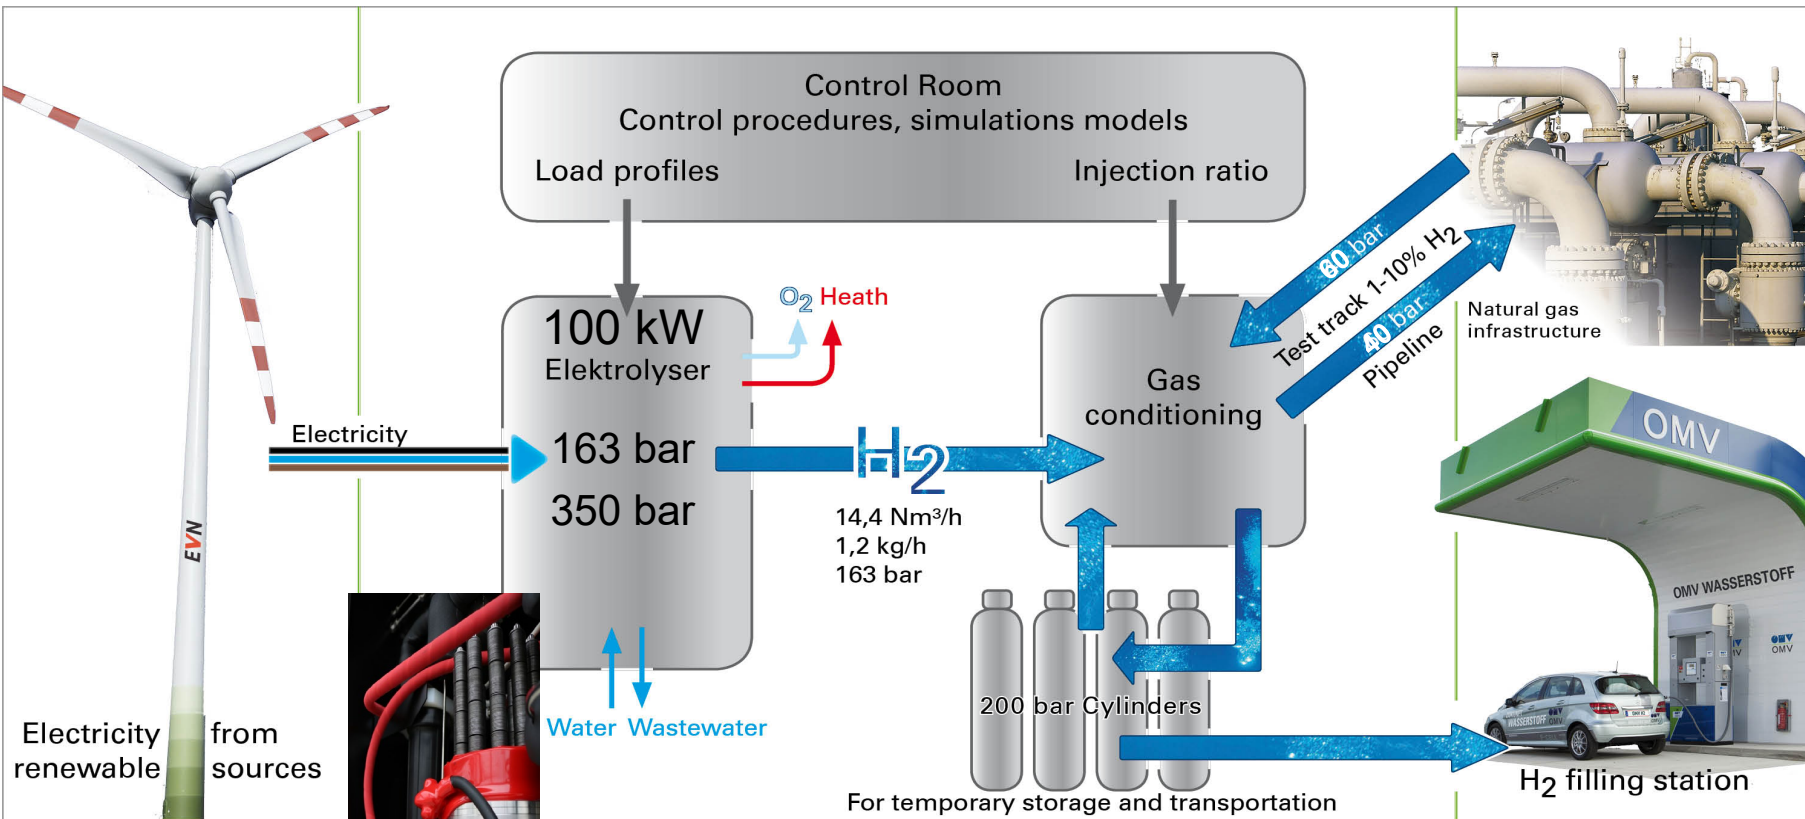 Control Room
Control procedures, simulations models
Load profiles
Injection ratio
O2 Heath
100 kW
Elektrolyser
163 bar
350 bar
Electricity
H2
14,4 Nm³/h
1,2 kg/h
163 bar
Gas
conditioning
bar
Test track 1-10% H2
bar
Pipeline
Natural gas
infrastructure
EVN
Electricity from
renewable sources
Water Wastewater
200 bar Cylinders
For temporary storage and transportation
OMV
OMV WASSERSTOFF
OMV
WASSERSTOFF
OMV
H2 filling station